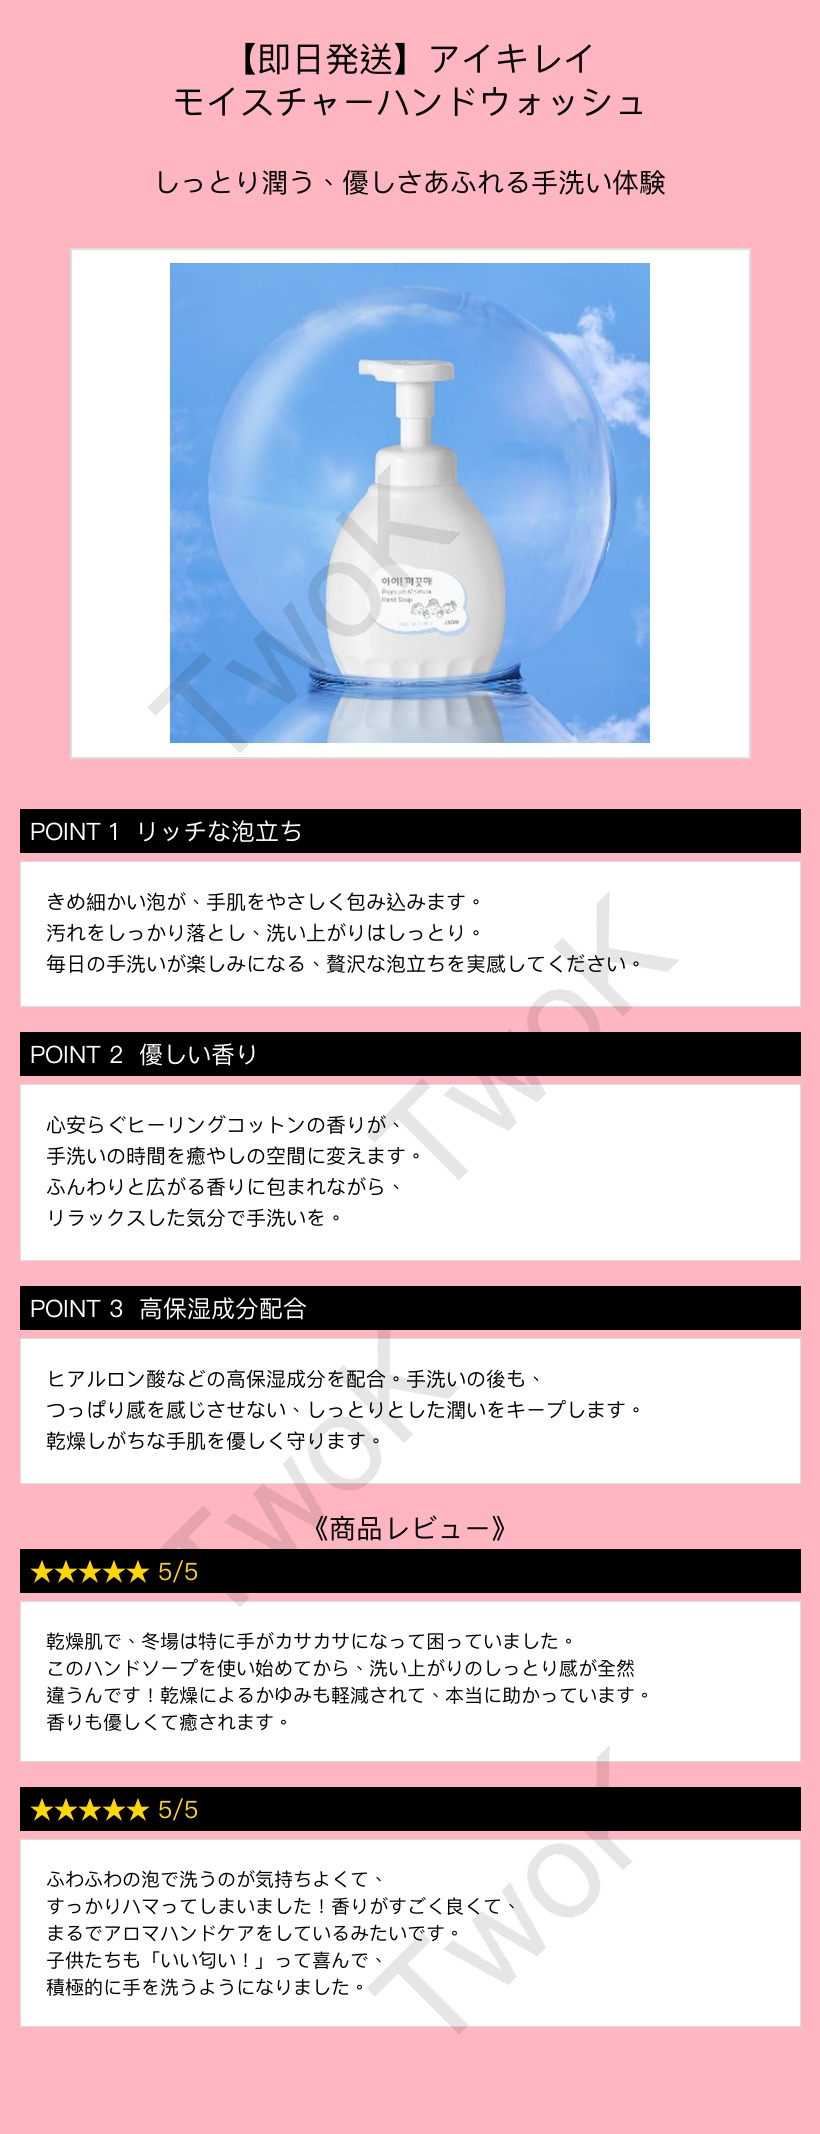 【即日発送】アイキレイ
モイスチャーハンドウォッシュ
しっとり潤う、優しさあふれる手洗い体験
아이! 깨끗해
Premium Moisture
Hand Soap
LION
TwoK
POINT 1 リッチな泡立ち
きめ細かい泡が、手肌をやさしく包み込みます。
汚れをしっかり落とし、洗い上がりはしっとり。
毎日の手洗いが楽しみになる、贅沢な泡立ちを実感してください。
TwoK
POINT 2 優しい香り
心安らぐヒーリングコットンの香りが、
手洗いの時間を癒やしの空間に変えます。
ふんわりと広がる香りに包まれながら、
リラックスした気分で手洗いを。
POINT 3 高保湿成分配合
ヒアルロン酸などの高保湿成分を配合。手洗いの後も、
つっぱり感を感じさせない、しっとりとした潤いをキープします。
乾燥しがちな手肌を優しく守ります。
TwoK
《商品レビュー》
★★★★★ 5/5
乾燥肌で、冬場は特に手がカサカサになって困っていました。
このハンドソープを使い始めてから、洗い上がりのしっとり感が全然
違うんです！乾燥によるかゆみも軽減されて、本当に助かっています。
香りも優しくて癒されます。
★★★★★ 5/5
ふわふわの泡で洗うのが気持ちよくて、
すっかりハマってしまいました！香りがすごく良くて、
まるでアロマハンドケアをしているみたいです。
子供たちも「いい匂い！」って喜んで、
積極的に手を洗うようになりました。
TwoK